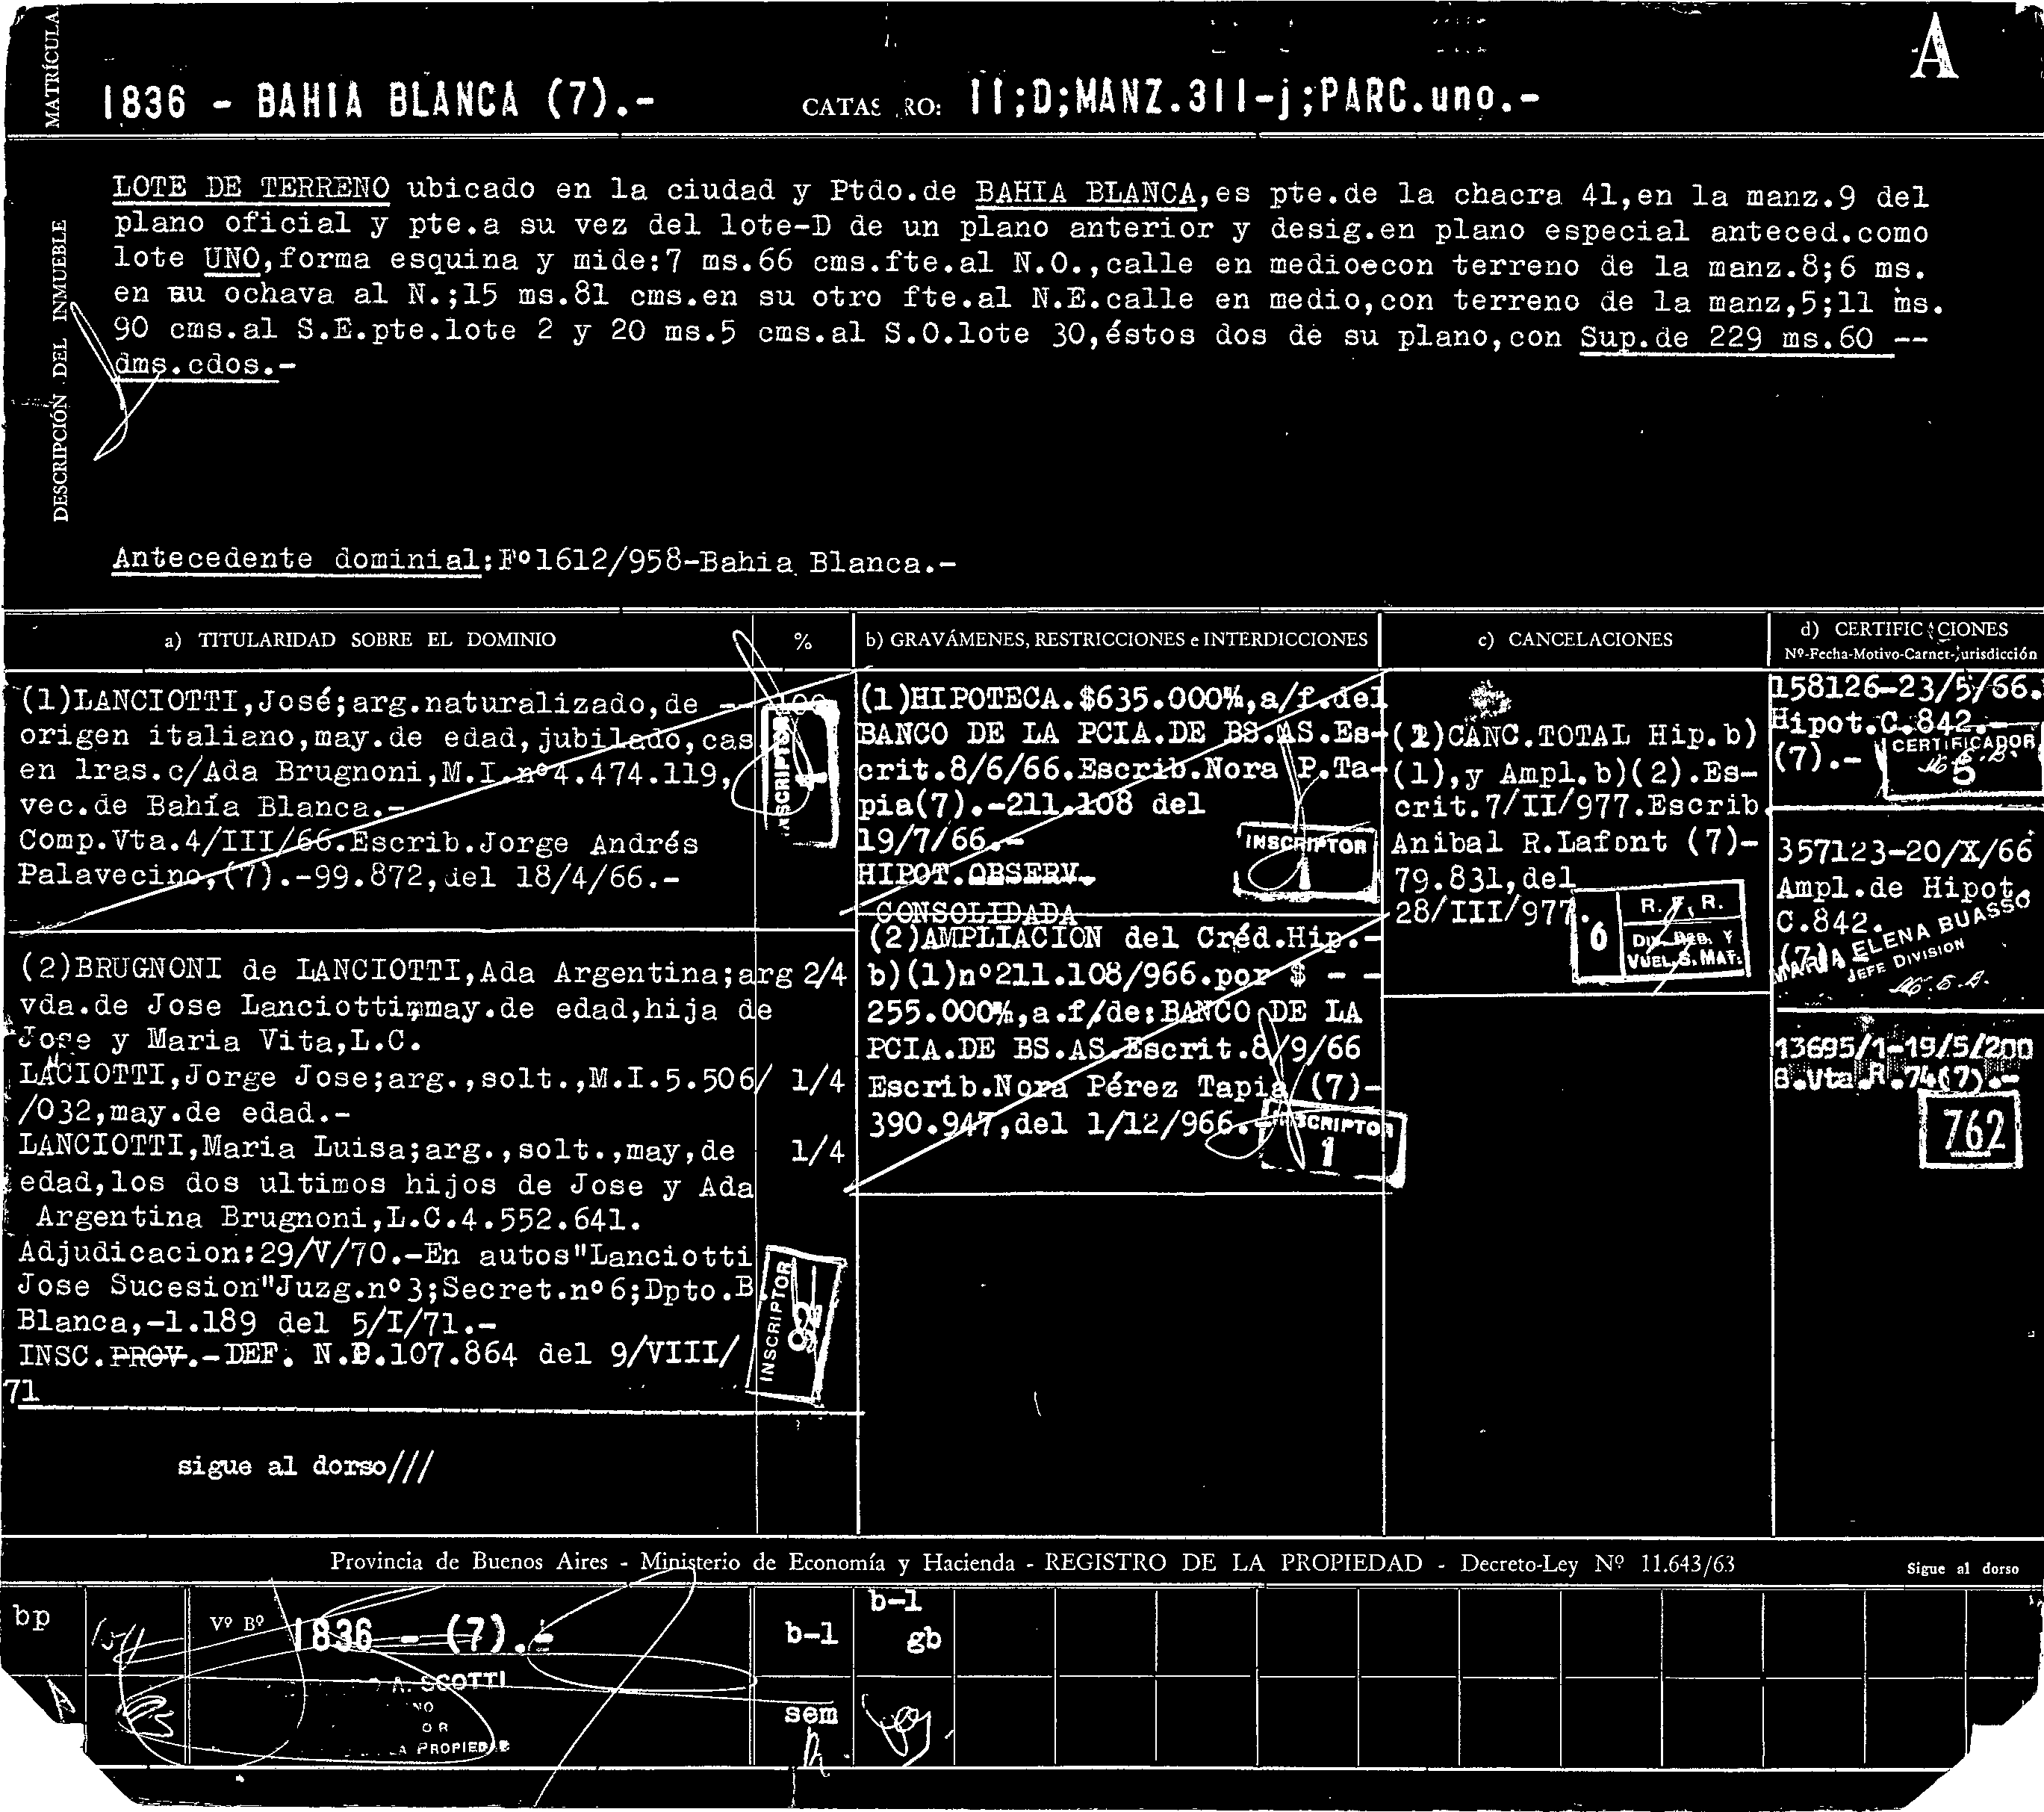 A
MATRÍCULA
1836 - BAHIA BLANCA (7).-
CATAS RO: II;D;MANZ.311-j;PARC.uno.-
DESCRIPCIÓN DEL INMUEBLE
LOTE DE TERRENO ubicado en la ciudad y Ptdo.de BAHIA BLANCA,es pte.de la chacra 41,en la manz.9 del
plano oficial y pte.a su vez del lote-D de un plano anterior y desig.en plano especial anteced.como
lote UNO,forma esquina y mide:7 ms.66 cms.fte.al N.O.,calle en medioecon terreno de la manz.8;6 ms.
en su ochava al N.;15 ms.81 cms.en su otro fte.al N.E.calle en medio,con terreno de la manz,5;11 ms.
90 cms.al S.E.pte.lote 2 y 20 ms.5 cms.al S.O.lote 30,éstos dos de su plano,con Sup.de 229 ms.60 --
dms.cdos.-
Antecedente dominial:Fº1612/958-Bahia Blanca.-
a) TITULARIDAD SOBRE EL DOMINIO
%
(1)LANCIOTTI,José;arg.naturalizado,de -- 100
origen italiano,may.de edad,jubilado,cas
en 1ras.c/Ada Brugnoni,M.I.nº4.474.119,
vec.de Bahía Blanca.-
Comp.Vta.4/III/66.Escrib.Jorge Andrés
Palavecino,(7).-99.872,del 18/4/66.-
INSCRIPTOR
1
(2)BRUGNONI de LANCIOTTI,Ada Argentina;arg 2/4
vda.de Jose Lanciottimmay.de edad,hija de
Jose y Maria Vita,L.C.
LACIOTTI,Jorge Jose;arg.,solt.,M.I.5.506/ 1/4
/032,may.de edad.-
LANCIOTTI,Maria Luisa;arg.,solt.,may,de 1/4
edad,los dos ultimos hijos de Jose y Ada
Argentina Brugnoni,L.C.4.552.641.
Adjudicacion:29/V/70.-En autos"Lanciotti
Jose Sucesion"Juzg.nº3;Secret.nº6;Dpto.B
Blanca,-1.189 del 5/I/71.-
INSC.PROV.-DEF. N.D.107.864 del 9/VIII/
71
INSCRIPTOR
sigue al dorso///
b) GRAVÁMENES, RESTRICCIONES e INTERDICCIONES
(1)HIPOTECA.$635.000%,a/f.del
BANCO DE LA PCIA.DE BS.AS.Es-
crit.8/6/66.Escrib.Nora P.Ta-
pia(7).-211.108 del
19/7/66.-
HIPOT.OBSERV.
CONSOLIDADA
INSCRIPTOR
1
(2)AMPLIACION del Créd.Hip.-
b)(1)nº211.108/966.por $ - -
255.000%,a.f/de:BANCO DE LA
PCIA.DE BS.AS.Escrit.8/9/66
Escrib.Nora Pérez Tapia (7)-
390.947,del 1/12/966.-
SCRIPTOR
1
c) CANCELACIONES
(1)CANC.TOTAL Hip.b)
(1),y Ampl.b)(2).Es-
crit.7/II/977.Escrib.
Anibal R.Lafont (7)-
79.831,del
28/III/977.
6
R. R.
VUEL.S. MAT.
d) CERTIFIC CIONES
Nº-Fecha-Motivo-Carnet-Jurisdicción
158126-23/5/66.
Hipot.C.842.-
(7).-
CERTIFICADOR
5
357123-20/X/66
Ampl.de Hipot.
C.842.
(7)
MARIA ELENA BUASSO
JEFE DIVISION
13695/1-19/5/200
S.Vta.R.74(7).-
762
Provincia de Buenos Aires - Ministerio de Economía y Hacienda - REGISTRO DE LA PROPIEDAD - Decreto-Ley Nº 11.643/63
Sigue al dorso
bp
Vº Bº
1836 - (7).-
A. SCOTTI
NO
OR
LA PROPIEDAD
b-1
b-1
gb
sem